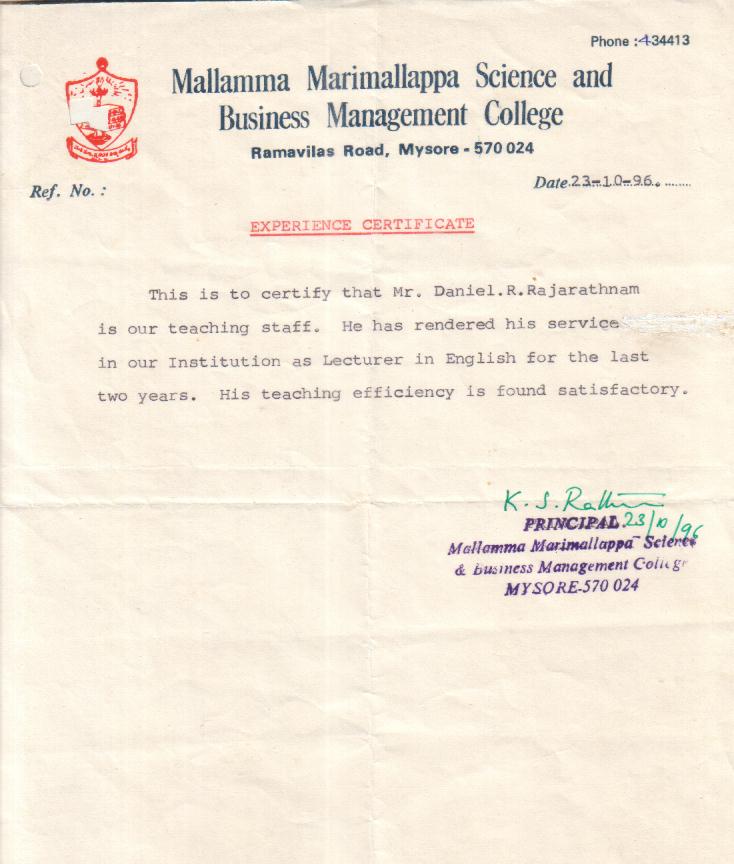 Phone : 434413
Mallamma Marimallappa Science and
Business Management College
Ramavilas Road, Mysore - 570 024
Ref. No. :
Date 23-10-96.
EXPERIENCE CERTIFICATE
This is to certify that Mr. Daniel.R.Rajarathnam
is our teaching staff. He has rendered his service
in our Institution as Lecturer in English for the last
two years. His teaching efficiency is found satisfactory.
K. S.
PRINCIPAL. 23/10/96
Mallamma Marimallappa Science
& Business Management College
MYSORE-570 024